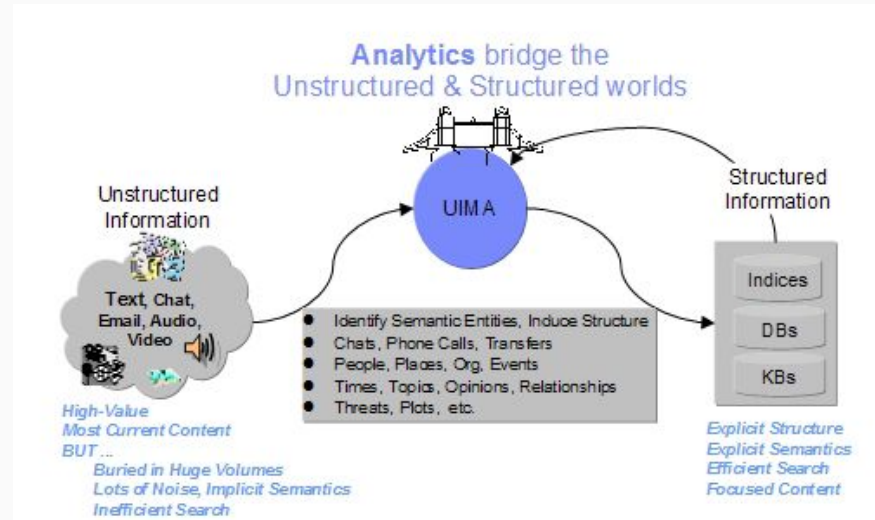 Analytics bridge the
Unstructured & Structured worlds
Unstructured
Information
Text, Chat,
Email, Audio,
Video
High-Value
Most Current Content
BUT ...
Buried in Huge Volumes
Lots of Noise, Implicit Semantics
Inefficient Search
UIMA
Identify Semantic Entities, Induce Structure
Chats, Phone Calls, Transfers
People, Places, Org, Events
Times, Topics, Opinions, Relationships
Threats, Plots, etc.
Structured
Information
Indices
DBs
KBs
Explicit Structure
Explicit Semantics
Efficient Search
Focused Content